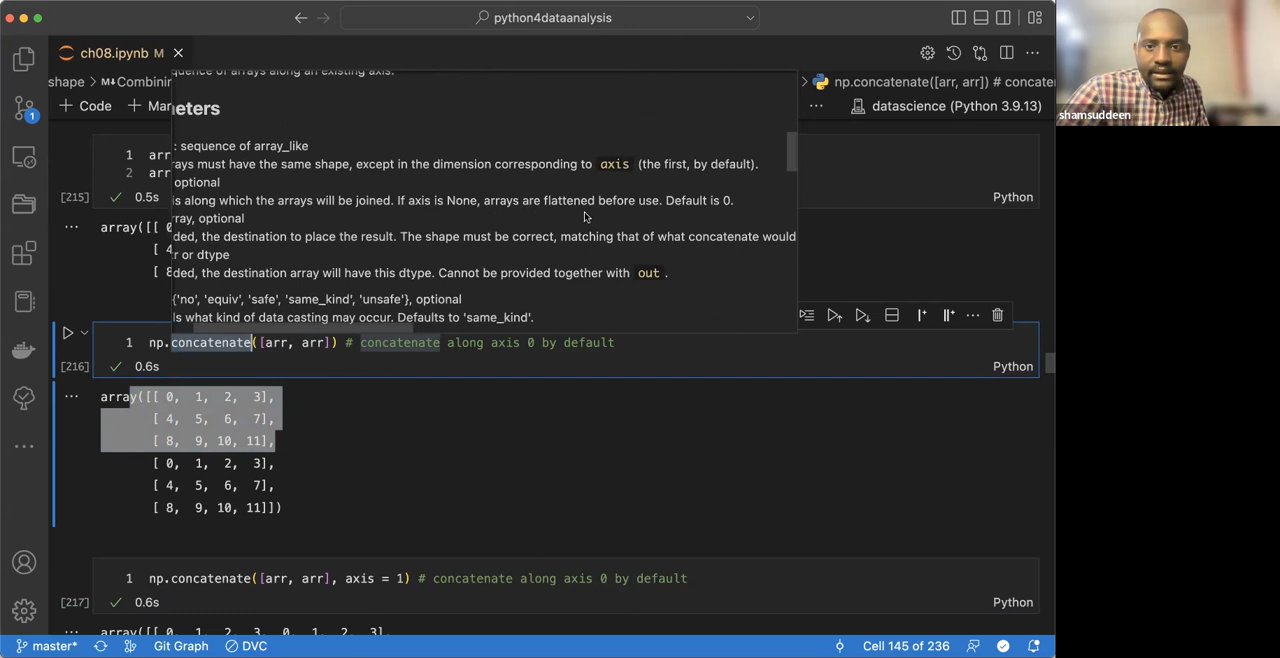 python4dataanalysis
ch08.ipynb M
shape > Combinin
np.concatenate([arr, arr]) # concate
Code
Mar
datascience (Python 3.9.13)
quence of arrays along an existing axis.
eters
: sequence of array_like
rays must have the same shape, except in the dimension corresponding to axis (the first, by default).
optional
is along which the arrays will be joined. If axis is None, arrays are flattened before use. Default is 0.
rray, optional
ded, the destination to place the result. The shape must be correct, matching that of what concatenate would
r or dtype
ded, the destination array will have this dtype. Cannot be provided together with out.
{'no', 'equiv', 'safe', 'same_kind', 'unsafe'}, optional
ls what kind of data casting may occur. Defaults to 'same_kind'.
1 arr
2 arr
[215] 0.5s Python
array([[ 0
[ 4
[ 8
1 np.concatenate([arr, arr]) # concatenate along axis 0 by default
[216] 0.6s Python
array([[ 0, 1, 2, 3],
[ 4, 5, 6, 7],
[ 8, 9, 10, 11],
[ 0, 1, 2, 3],
[ 4, 5, 6, 7],
[ 8, 9, 10, 11]])
1 np.concatenate([arr, arr], axis = 1) # concatenate along axis 0 by default
[217] 0.6s Python
array([[ 0, 1, 2, 3, 0, 1, 2, 3],
1
master* Git Graph DVC Cell 145 of 236
shamsuddeen